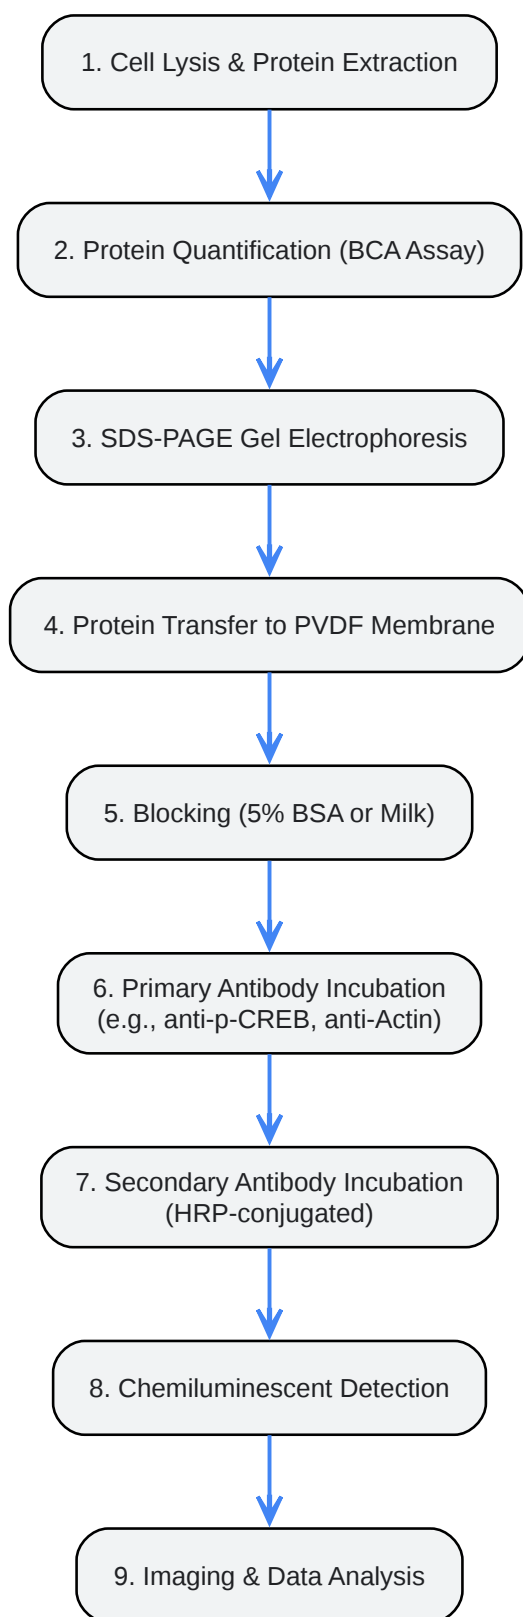 1. Cell Lysis & Protein Extraction
2. Protein Quantification (BCA Assay)
3. SDS-PAGE Gel Electrophoresis
4. Protein Transfer to PVDF Membrane
5. Blocking (5% BSA or Milk)
6. Primary Antibody Incubation
(e.g., anti-p-CREB, anti-Actin)
7. Secondary Antibody Incubation
(HRP-conjugated)
8. Chemiluminescent Detection
9. Imaging & Data Analysis